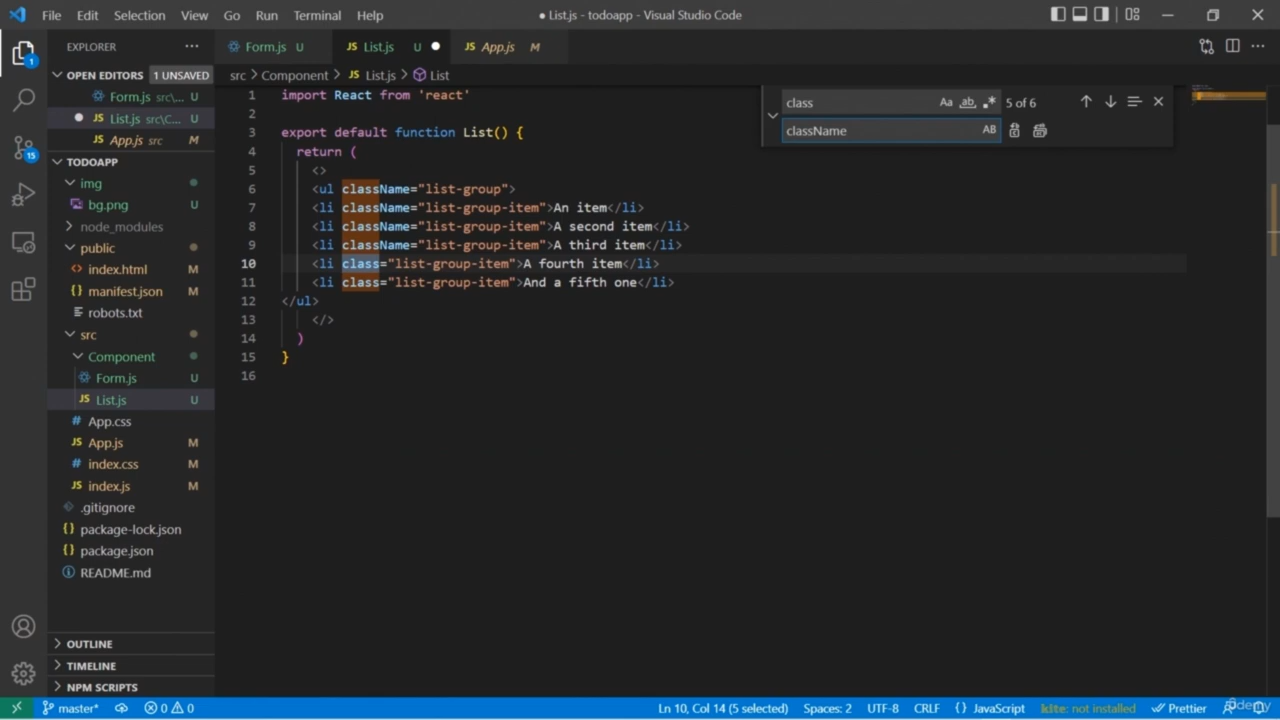 File Edit Selection View Go Run Terminal Help ● List.js - todoapp - Visual Studio Code
EXPLORER ···
Form.js U List.js U ● App.js M
OPEN EDITORS 1 UNSAVED
Form.js src\... U
● List.js src\C... U
App.js src M
TODOAPP
img
bg.png U
node_modules
public
index.html M
manifest.json M
robots.txt
src
Component
Form.js U
List.js U
App.css
App.js M
index.css M
index.js M
.gitignore
package-lock.json
package.json
README.md
OUTLINE
TIMELINE
NPM SCRIPTS
1
15
src > Component > JS List.js > List
class Aa ab 5 of 6
className AB
1 import React from 'react'
2
3 export default function List() {
4 return (
5 <>
6 <ul className="list-group">
7 <li className="list-group-item">An item</li>
8 <li className="list-group-item">A second item</li>
9 <li className="list-group-item">A third item</li>
10 <li class="list-group-item">A fourth item</li>
11 <li class="list-group-item">And a fifth one</li>
12 </ul>
13 </>
14 )
15 }
16
master* 0 0 Ln 10, Col 14 (5 selected) Spaces: 2 UTF-8 CRLF {} JavaScript kite: not installed Prettier
Udemy